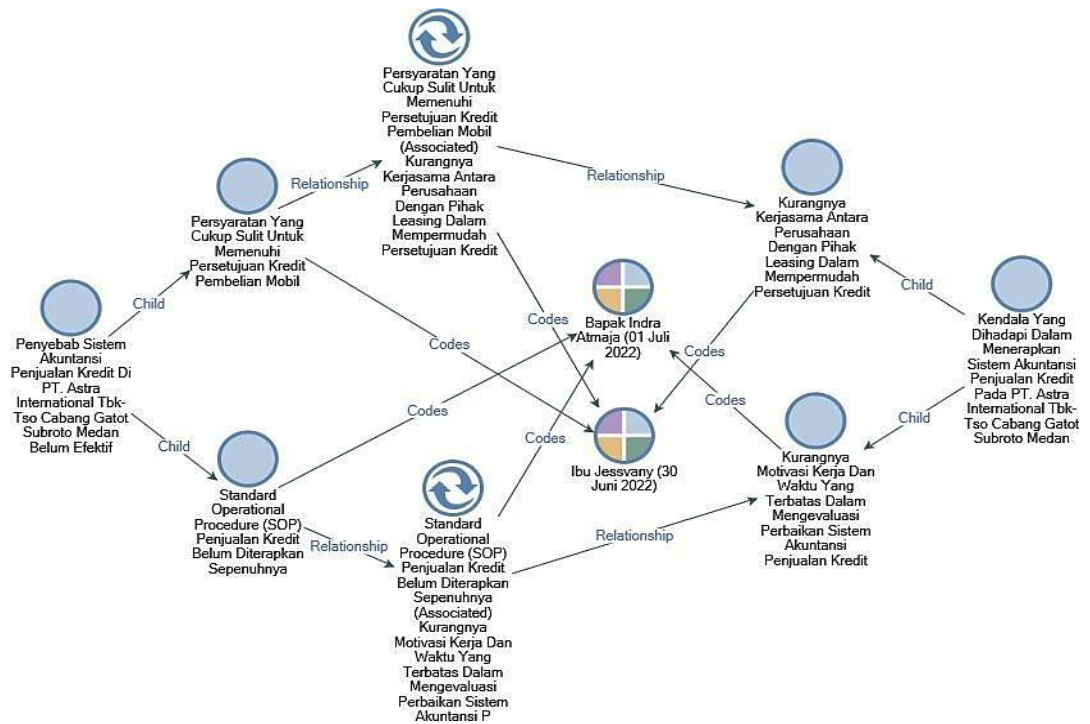 Persyaratan Yang
Cukup Sulit Untuk
Memenuhi
Persetujuan Kredit
Pembelian Mobil
(Associated)
Kurangnya
Kerjasama Antara
Perusahaan
Dengan Pihak
Leasing Dalam
Mempermudah
Persetujuan Kredit
Relationship
Relationship
Persyaratan Yang
Cukup Sulit Untuk
Memenuhi
Persetujuan Kredit
Pembelian Mobil
Kurangnya
Kerjasama Antara
Perusahaan
Dengan Pihak
Leasing Dalam
Mempermudah
Persetujuan Kredit
Child
Child
Penyebab Sistem
Akuntansi
Penjualan Kredit Di
PT. Astra
International Tbk-
Tso Cabang Gatot
Subroto Medan
Belum Efektif
Codes
Codes
Bapak Indra
Atmaja (01 Juli
2022)
Codes
Kendala Yang
Dihadapi Dalam
Menerapkan
Sistem Akuntansi
Penjualan Kredit
Pada PT. Astra
International Tbk-
Tso Cabang Gatot
Subroto Medan
Child
Codes
Codes
Codes
Child
Ibu Jessvany (30
Juni 2022)
Kurangnya
Motivasi Kerja Dan
Waktu Yang
Terbatas Dalam
Mengevaluasi
Perbaikan Sistem
Akuntansi
Penjualan Kredit
Standard
Operational
Procedure (SOP)
Penjualan Kredit
Belum Diterapkan
Sepenuhnya
Relationship
Relationship
Standard
Operational
Procedure (SOP)
Penjualan Kredit
Belum Diterapkan
Sepenuhnya
(Associated)
Kurangnya
Motivasi Kerja Dan
Waktu Yang
Terbatas Dalam
Mengevaluasi
Perbaikan Sistem
Akuntansi P